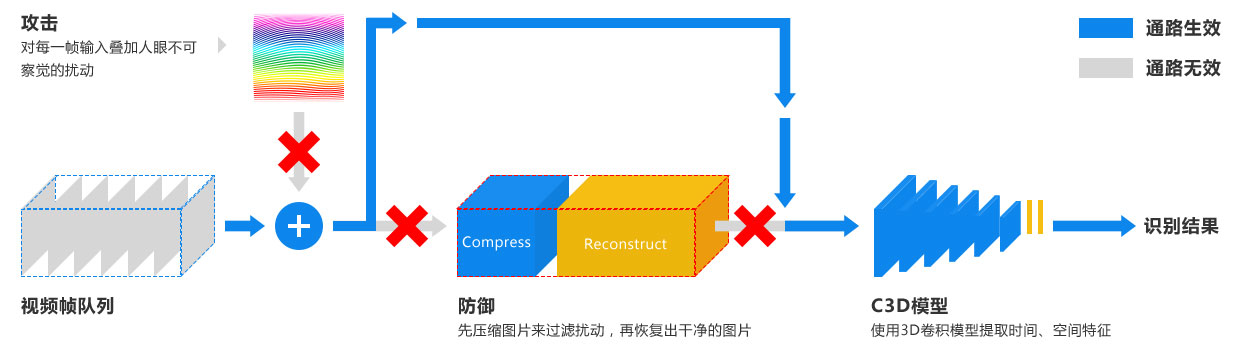 攻击
对每一帧输入叠加人眼不可
察觉的扰动
通路生效
通路无效
Compress
Reconstruct
识别结果
视频帧队列
防御
先压缩图片来过滤扰动，再恢复出干净的图片
C3D模型
使用3D卷积模型提取时间、空间特征